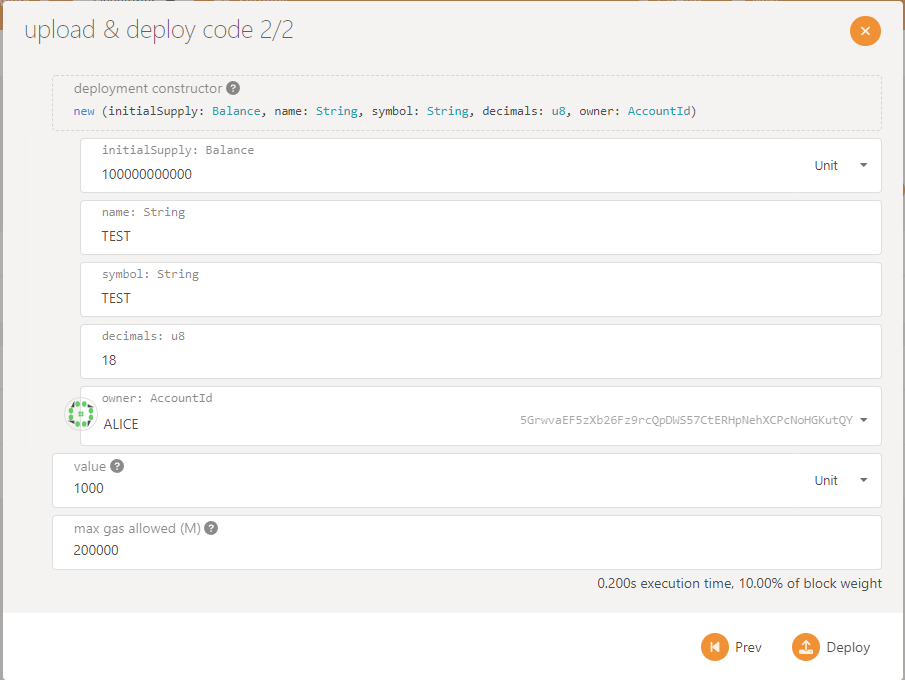 upload & deploy code 2/2
deployment constructor ?
new (initialSupply: Balance, name: String, symbol: String, decimals: u8, owner: AccountId)
initialSupply: Balance
100000000000
Unit
name: String
TEST
symbol: String
TEST
decimals: u8
18
owner: AccountId
ALICE
5GrwvaEF5zXb26Fz9rcQpDWS57CtERHpNehXCPcNoHGKutQY
value ?
1000
Unit
max gas allowed (M) ?
200000
0.200s execution time, 10.00% of block weight
Prev
Deploy